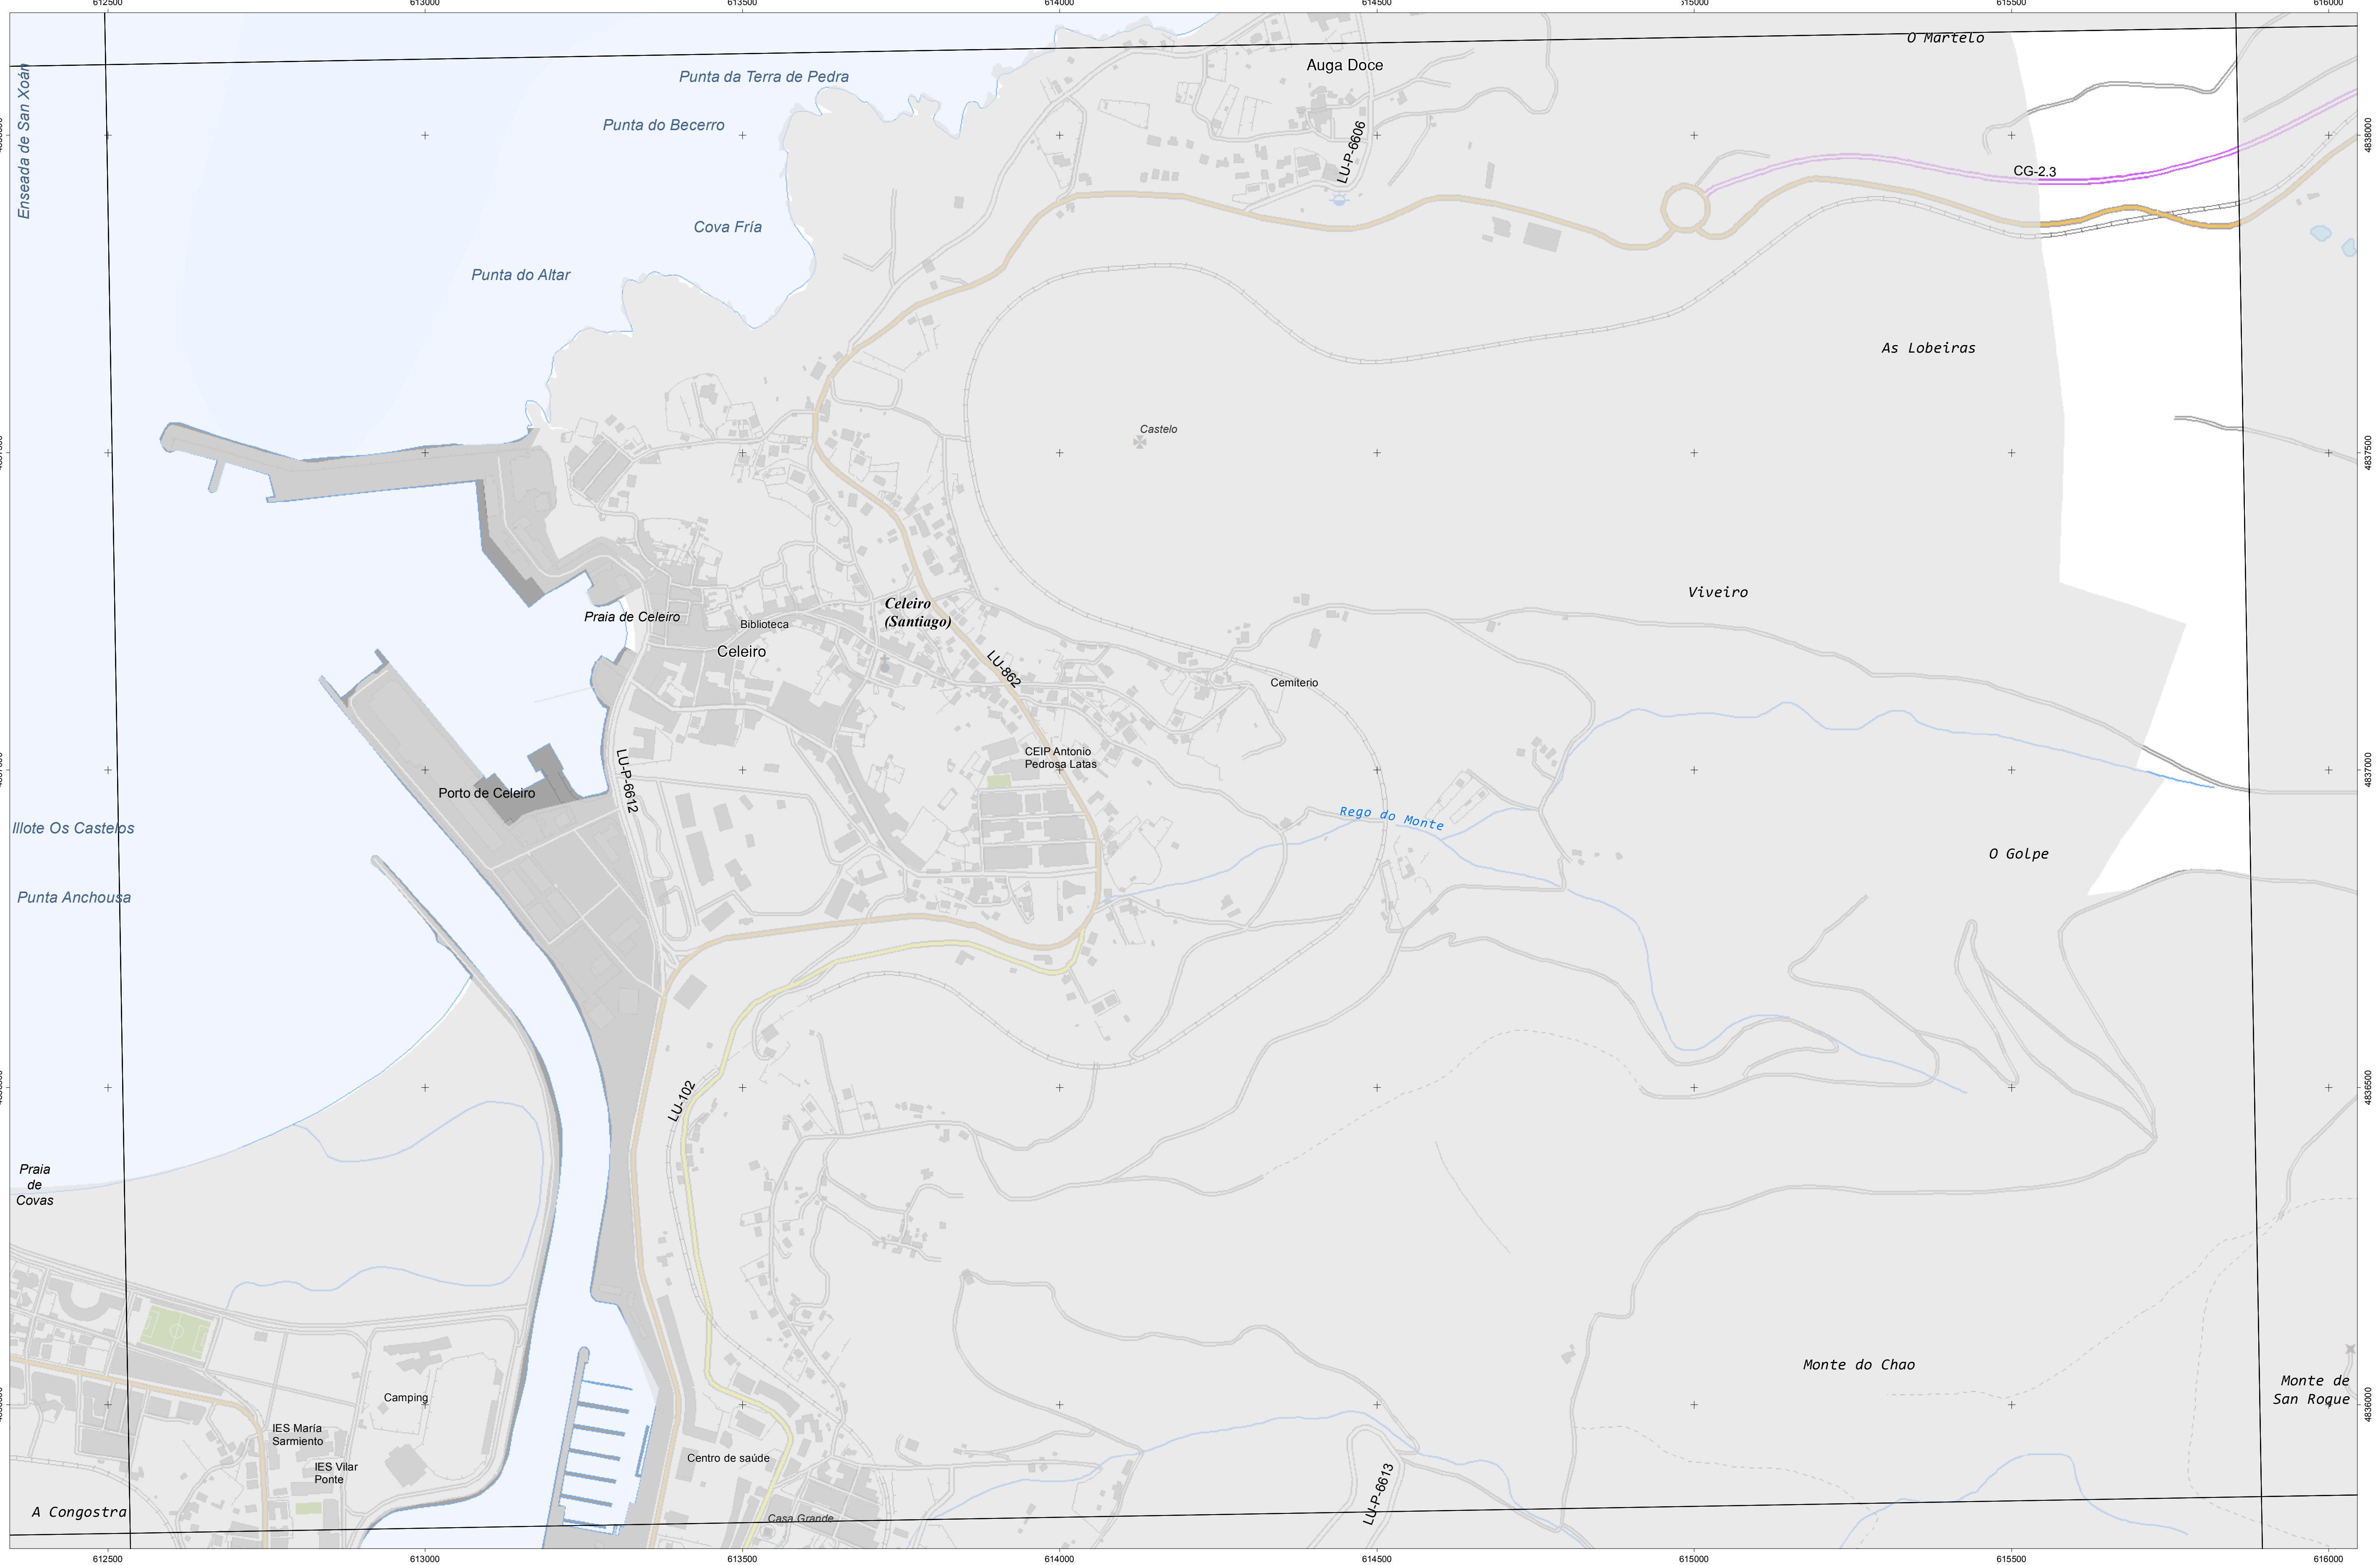 612500
613000
613500
614000
614500
615000
615500
616000
O Martelo
Auga Doce
Punta da Terra de Pedra
Enseada de San Xoán
Punta do Becerro
LU-P-6606
4838000
CG-2.3
Cova Fría
Punta do Altar
As Lobeiras
Castelo
4837500
Viveiro
Celeiro
(Santiago)
Praia de Celeiro
Biblioteca
Celeiro
LU-862
Cemiterio
CEIP Antonio
Pedrosa Latas
LU-P-6612
4837000
Porto de Celeiro
Rego do Monte
Illote Os Castelos
O Golpe
Punta Anchousa
LU-102
4836500
Praia
de
Covas
Monte do Chao
Monte de
San Roque
4836000
Camping
IES María
Sarmiento
Centro de saúde
IES Vilar
Ponte
LU-P-6613
A Congostra
Casa Grande
612500
613000
613500
614000
614500
615000
615500
616000